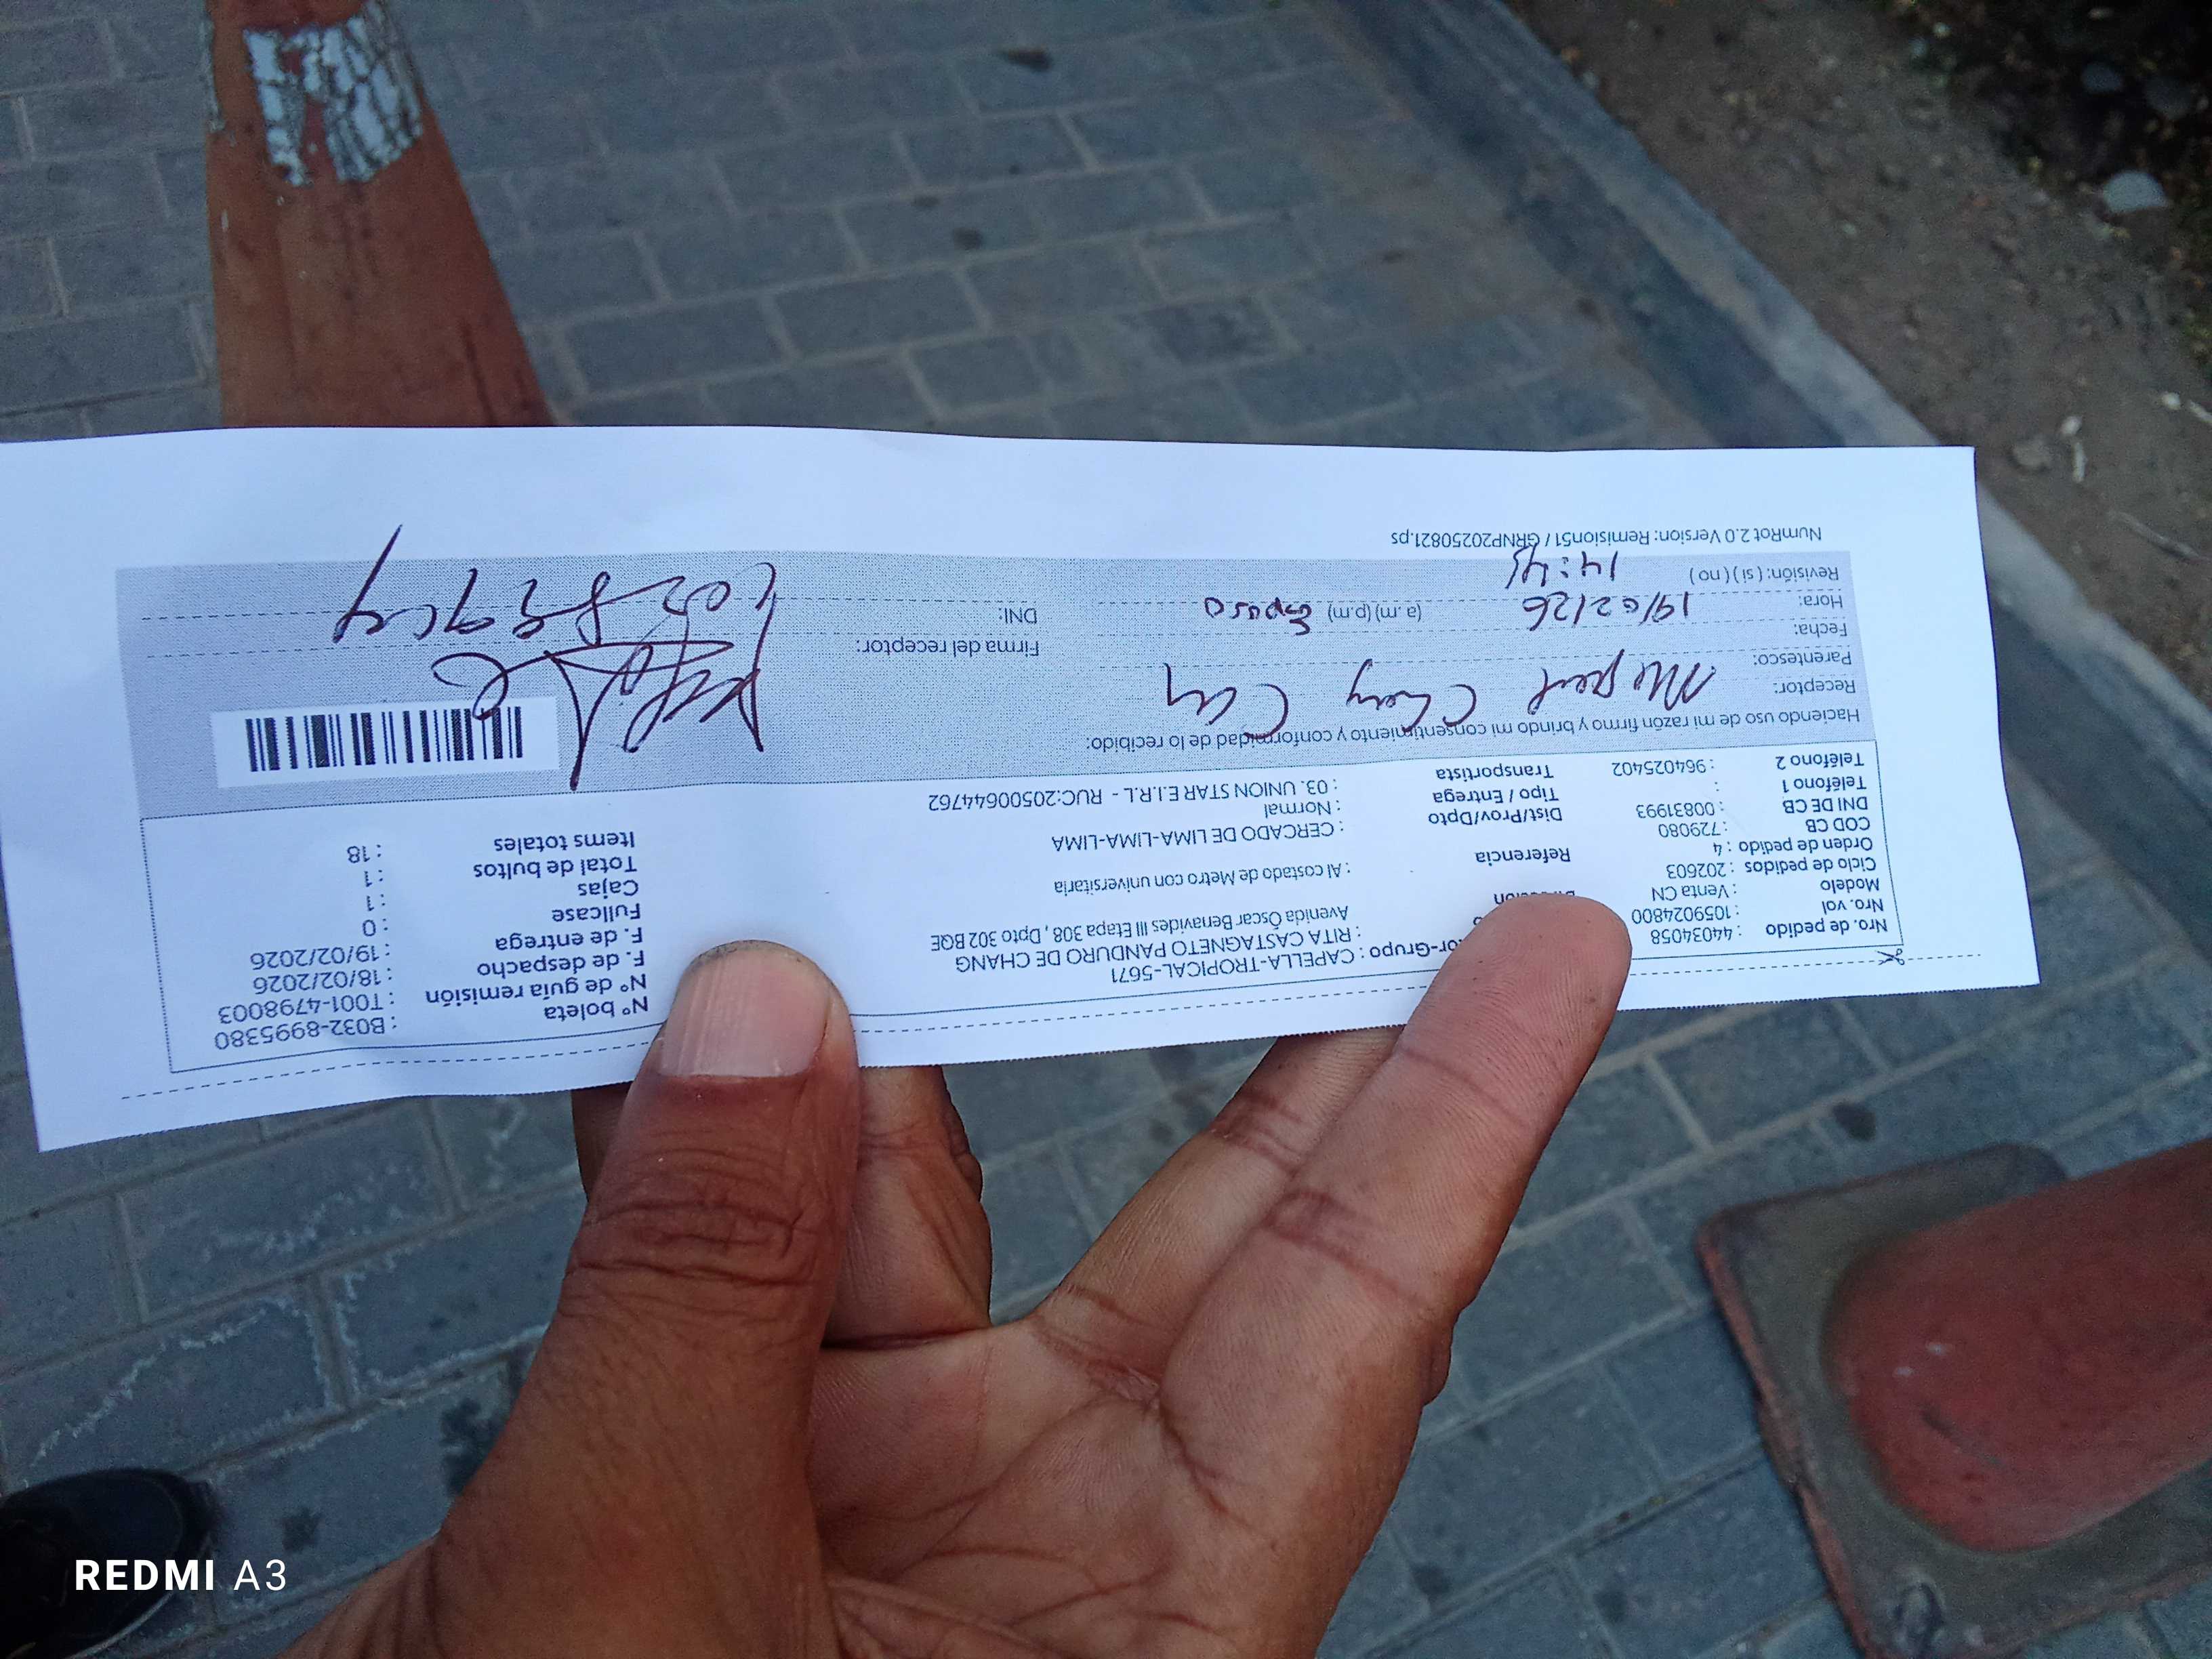 Nro. de pedido : 44034058
Nro. val : 1059024800
Modelo : Venta CN
Ciclo de pedidos : 202603
Orden de pedido : 4
COD CB : 729080
DNI DE CB : 00831993
Teléfono 1 :
Teléfono 2 : 964025402
or-Grupo : CAPELLA-TROPICAL-5671
: RITA CASTAGNETO PANDURO DE CHANG
Avenida Óscar Benavides III Etapa 308, Dpto 302 BQE
Referencia : Al costado de Metro con universitaria
Dist/Prov/Dpto : CERCADO DE LIMA-LIMA-LIMA
Tipo / Entrega : Normal
Transportista : 03. UNION STAR E.I.R.L - RUC:20500644762
N° boleta : B032-8995380
N° de guía remisión : T001-4798003
F. de despacho : 18/02/2026
F. de entrega : 19/02/2026
Fullcase : 0
Cajas : 1
Total de bultos : 1
Items totales : 18
Haciendo uso de mi razón firmo y brindo mi consentimiento y conformidad de lo recibido:
Receptor: Miguel Chang
Parentesco:
Fecha: 19/02/26
Hora: (a.m) (p.m) Esposo
Revisión: ( si ) ( no ) 14:45
Firma del receptor:
DNI:
NumRot 2.0 Version: Remision51 / GRNP20250821.ps
REDMI A3